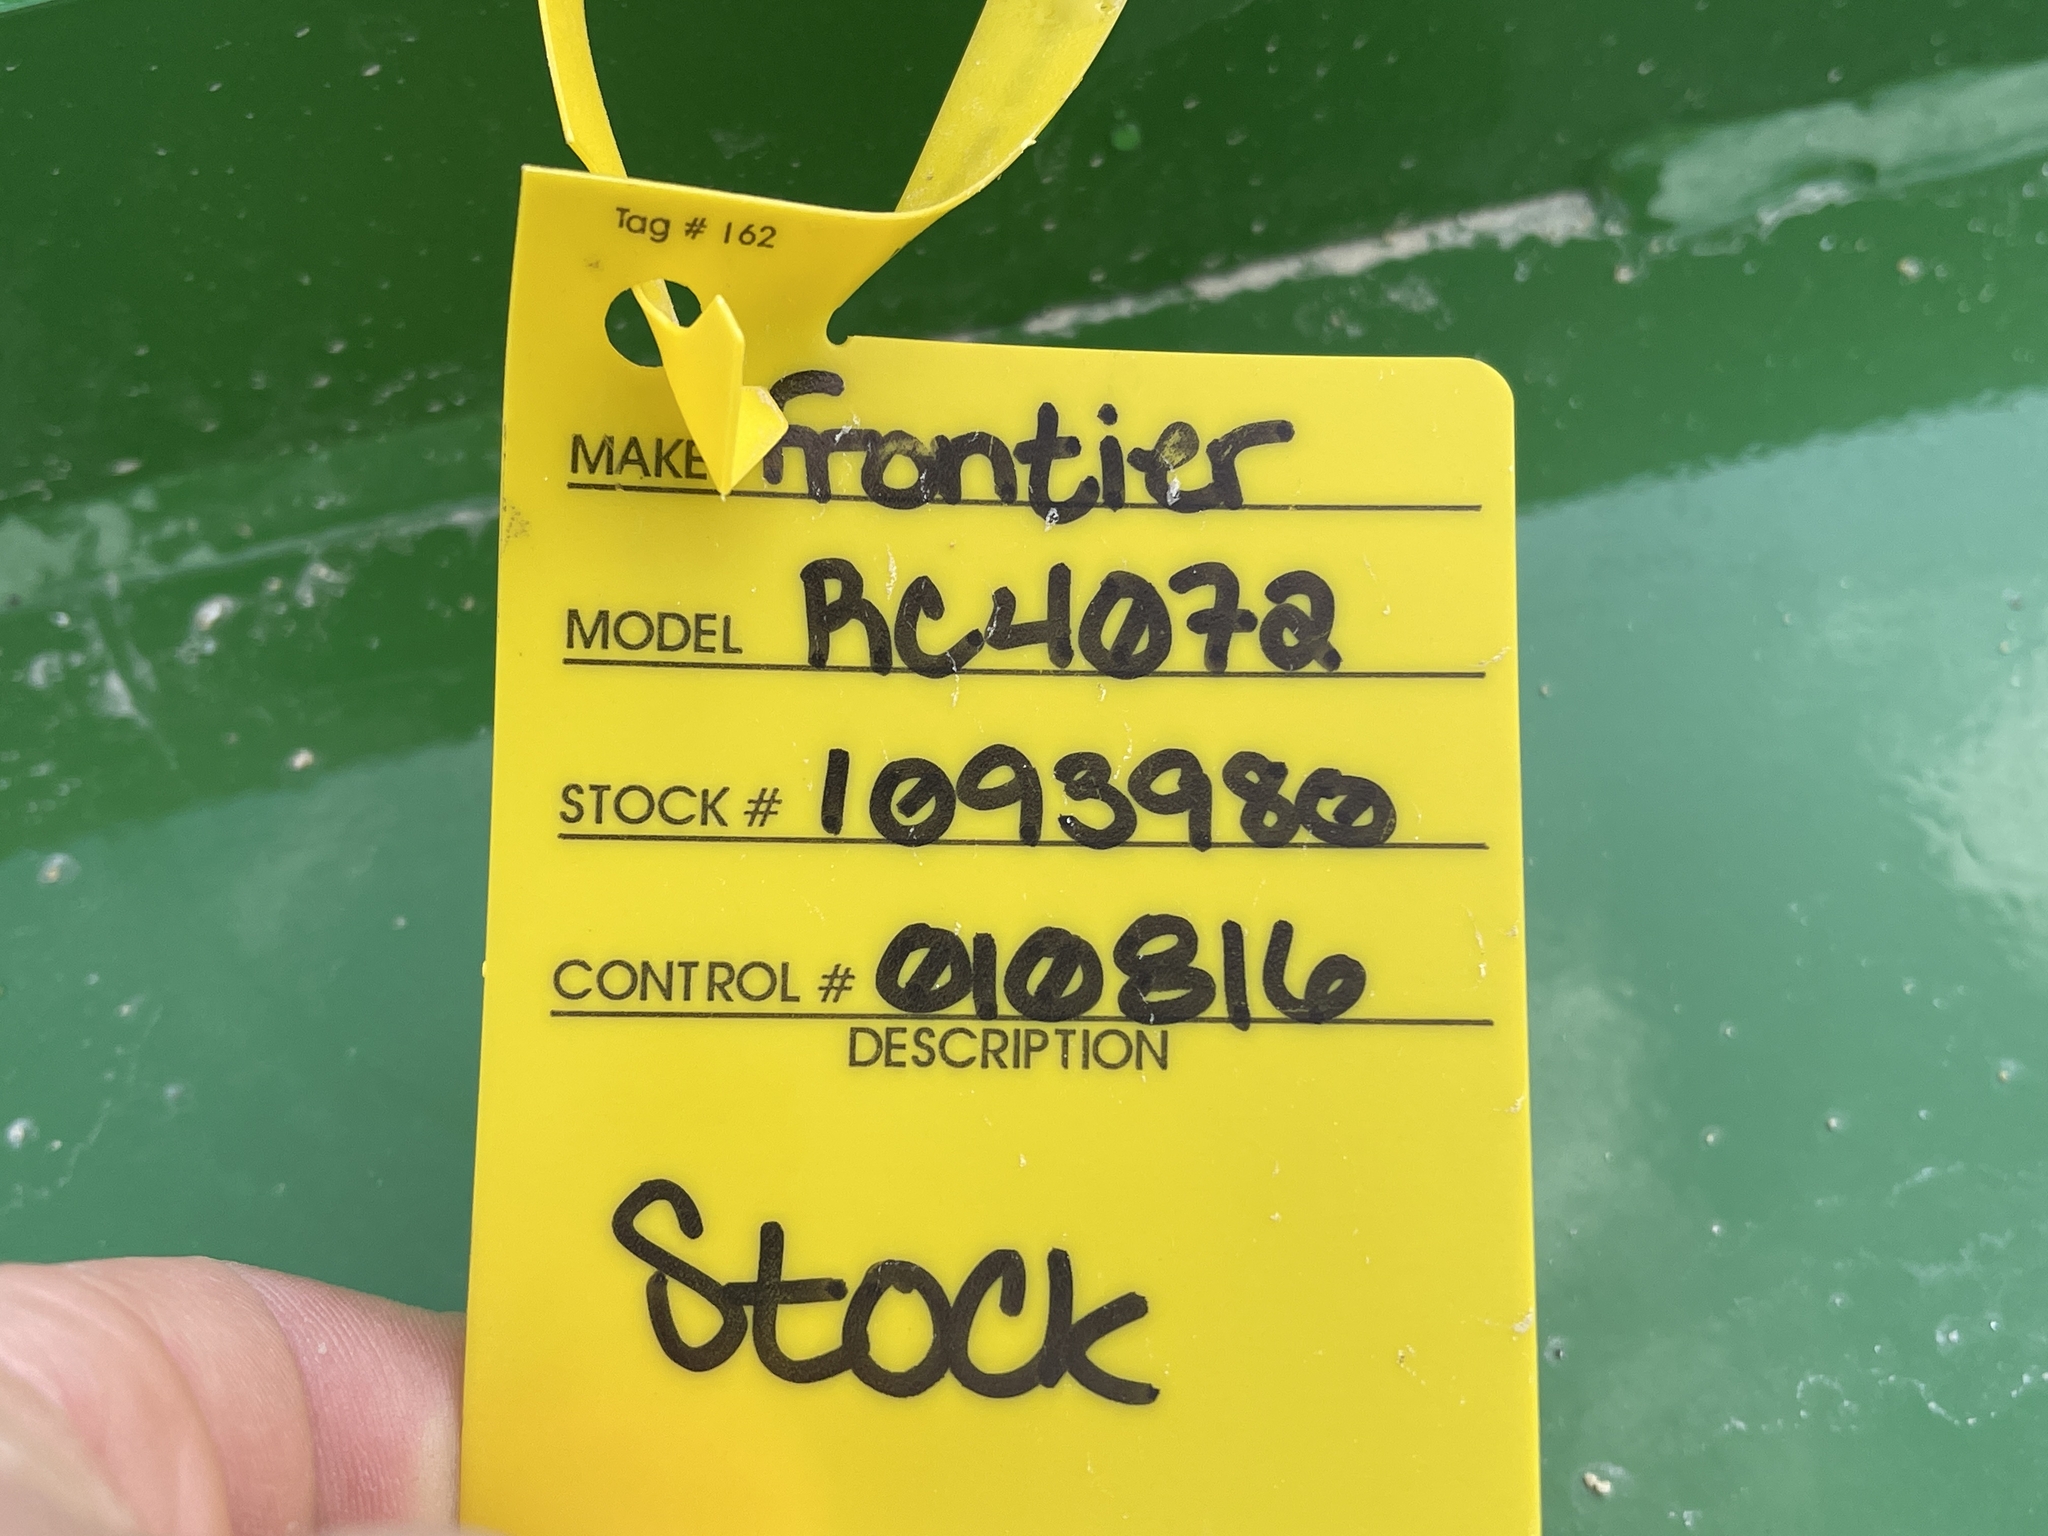 Tag # 162
MAKE frontier
MODEL RC4072
STOCK # 1093980
CONTROL # 010816
DESCRIPTION
Stock